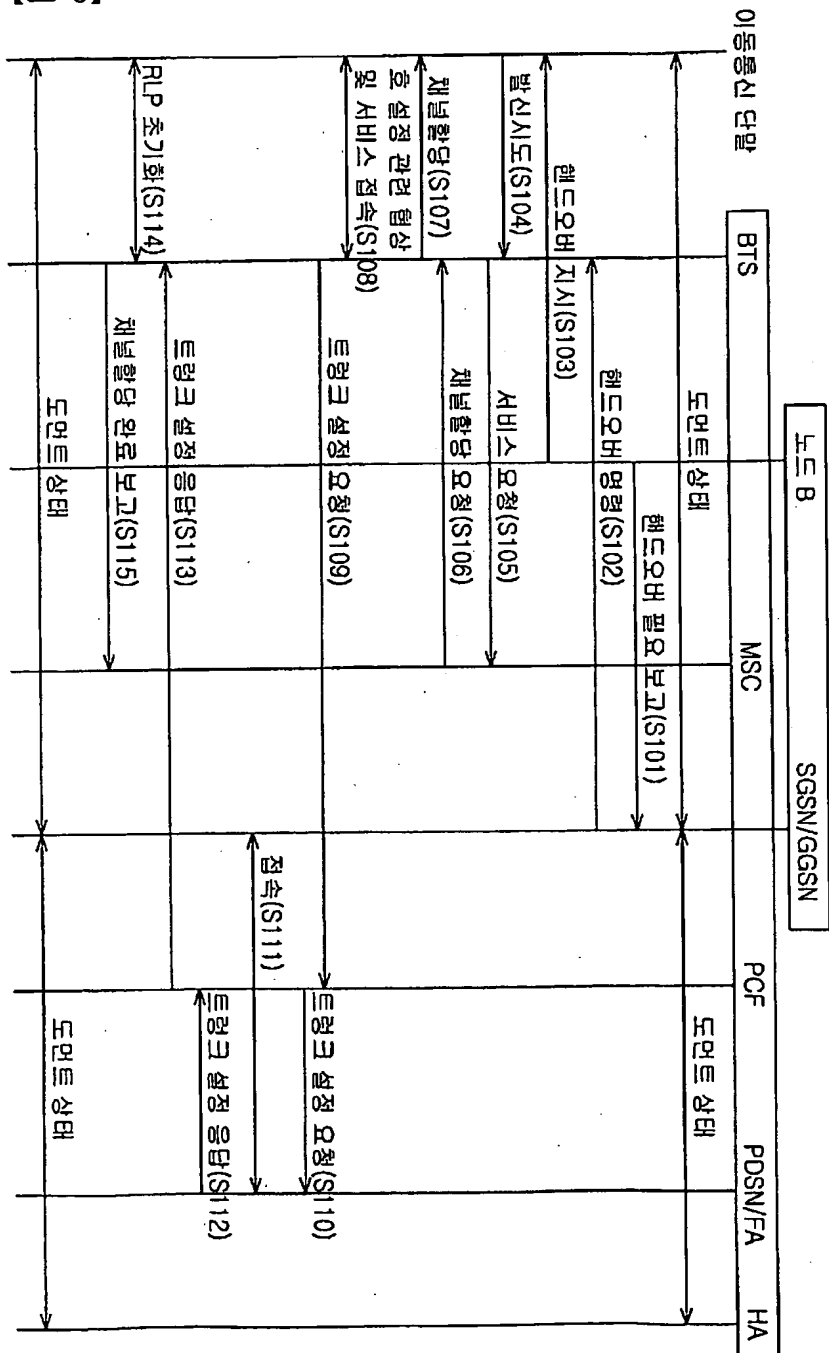 이동통신 단말
노드 B
SGSN/GGSN
BTS
MSC
PCF
PDSN/FA
HA
도먼트 상태
도먼트 상태
핸드오버 필요 보고(S101)
핸드오버 명령(S102)
핸드오버 지시(S103)
발신시도(S104)
서비스 요청(S105)
채널할당 요청(S106)
채널할당(S107)
호 설정 관련 협상
및 서비스 접속(S108)
트렁크 설정 요청(S109)
트렁크 설정 요청(S110)
접속(S111)
트렁크 설정 응답(S112)
트렁크 설정 응답(S113)
RLP 초기화(S114)
채널할당 완료 보고(S115)
도먼트 상태
도먼트 상태